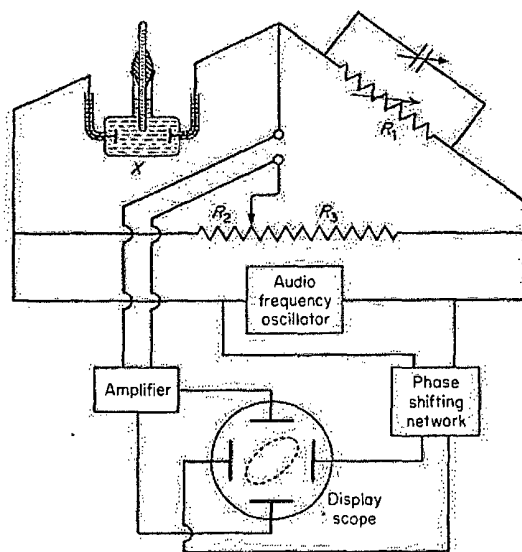 X
R₁
R₂
R₃
Audio
frequency
oscillator
Amplifier
Phase
shifting
network
Display
scope